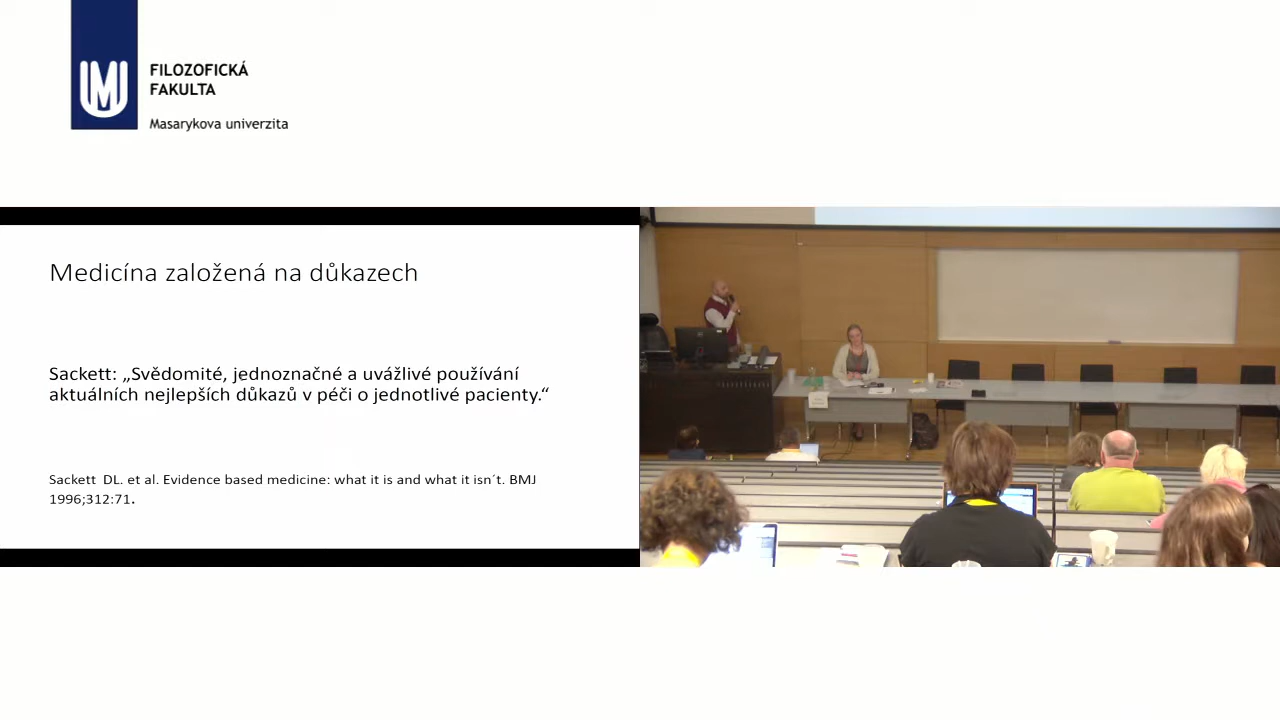 FILOZOFICKÁ
FAKULTA
Masarykova univerzita
Medicína založená na důkazech
Sackett: „Svědomité, jednoznačné a uvážlivé používání
aktuálních nejlepších důkazů v péči o jednotlivé pacienty.“
Sackett DL. et al. Evidence based medicine: what it is and what it isn´t. BMJ
1996;312:71.